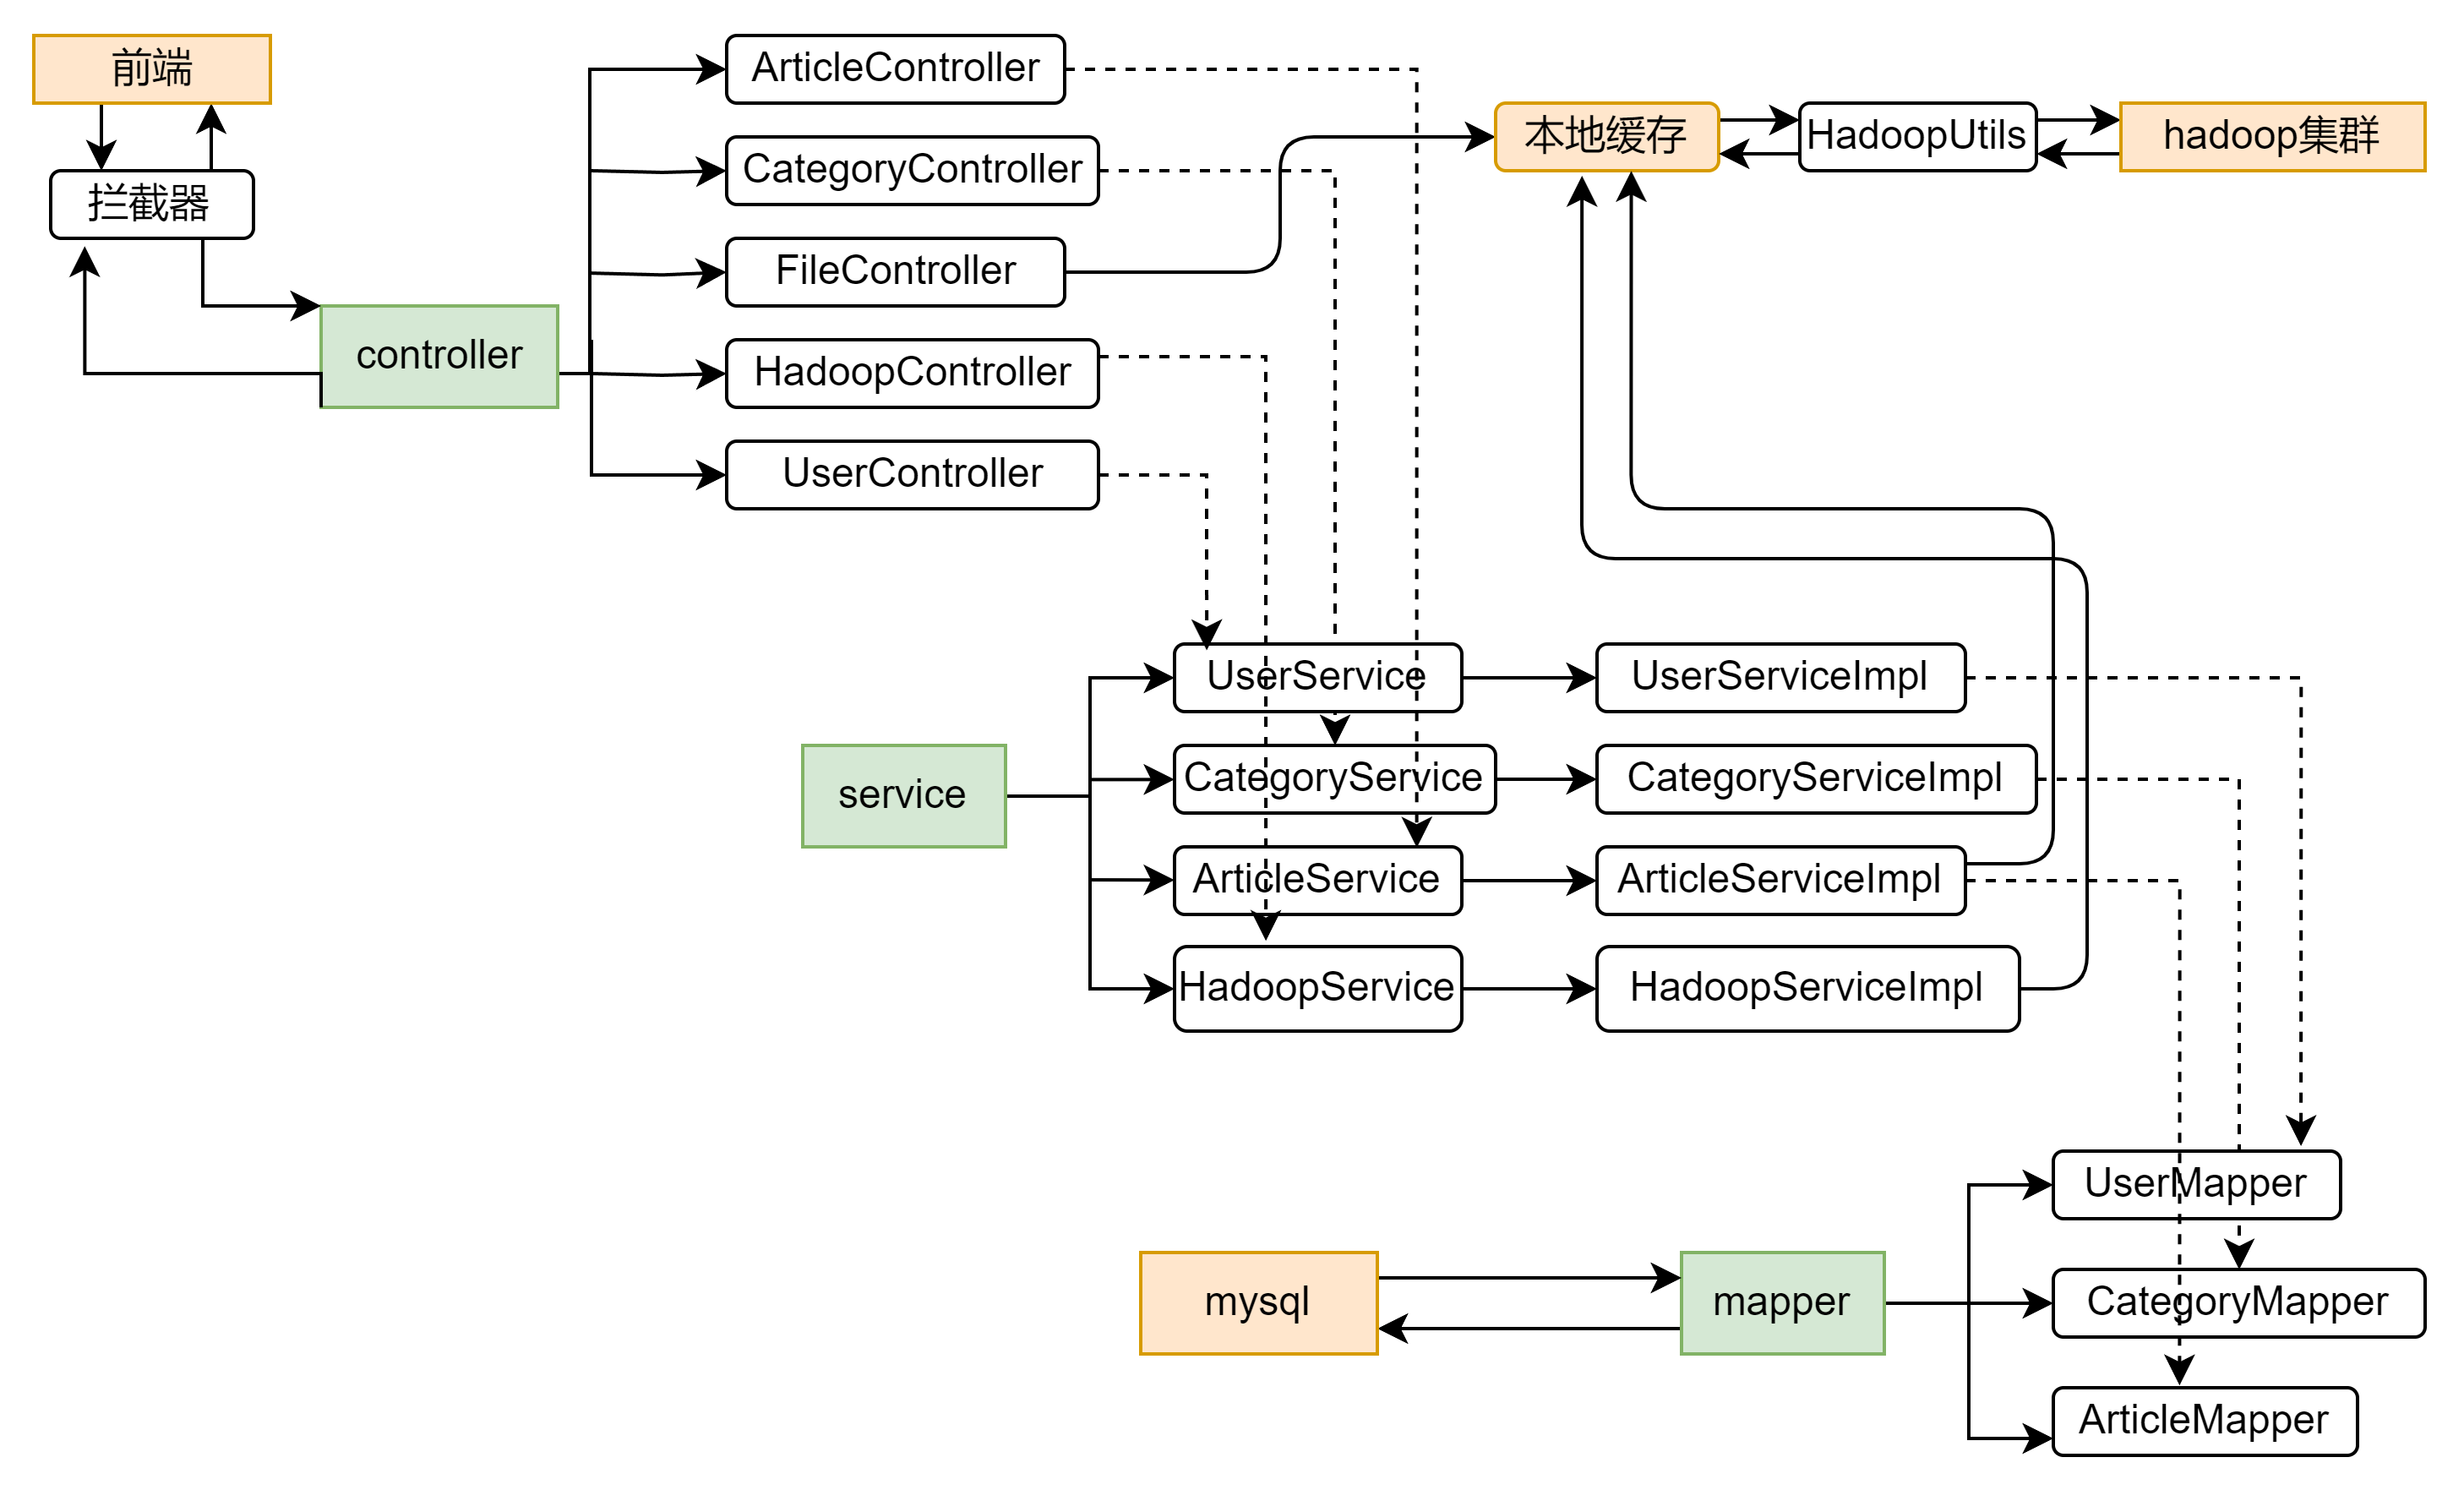 前端
拦截器
controller
ArticleController
CategoryController
FileController
HadoopController
UserController
本地缓存
HadoopUtils
hadoop集群
service
UserService
CategoryService
ArticleService
HadoopService
UserServiceImpl
CategoryServiceImpl
ArticleServiceImpl
HadoopServiceImpl
mysql
mapper
UserMapper
CategoryMapper
ArticleMapper